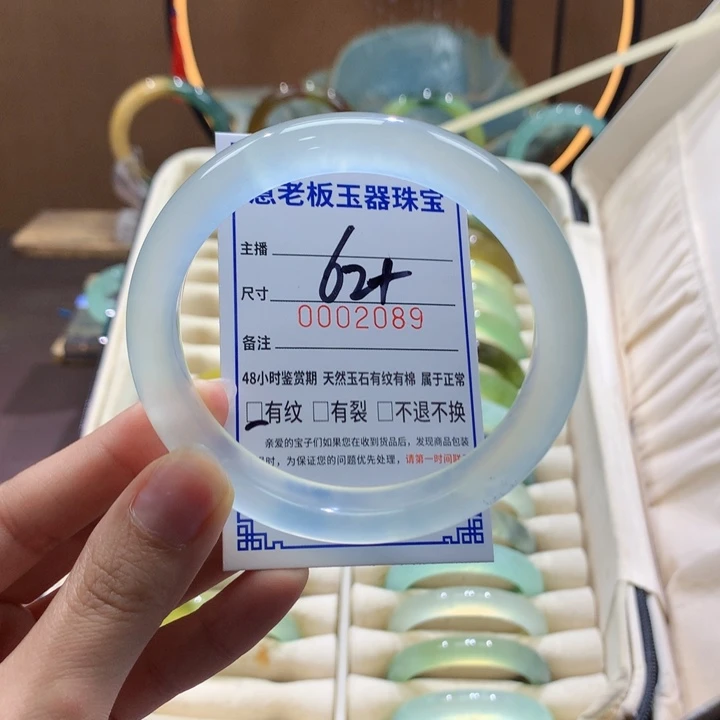 老板玉器珠宝
主播
尺寸 62+
0002089
备注
48小时鉴赏期 天然玉石有纹有棉 属于正常
□有纹 □有裂 □不退不换
亲爱的宝子们如果您在收到货品后，发现商品包装
时，为保证您的问题优先处理，请第一时间联